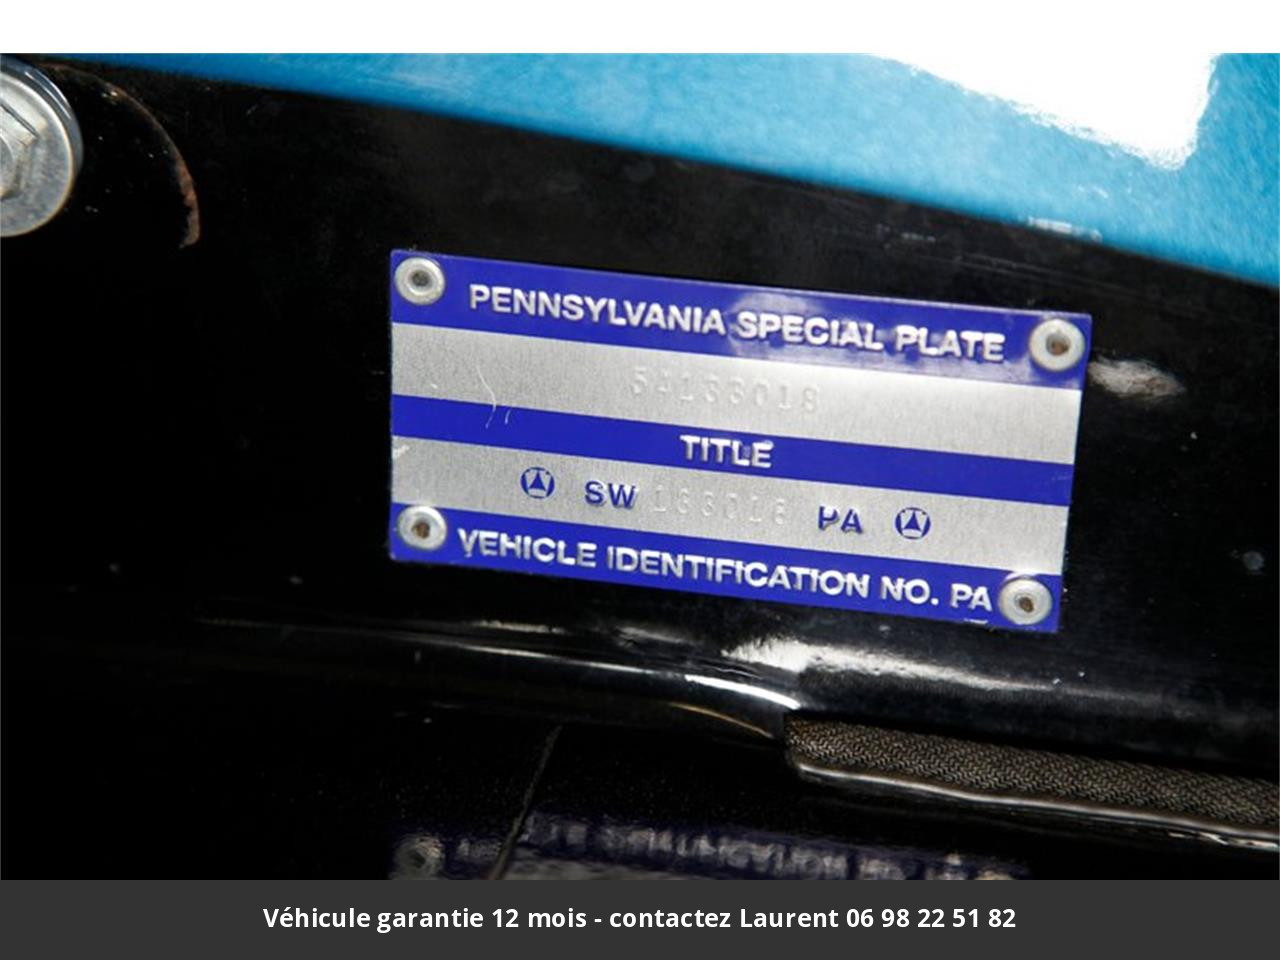 PENNSYLVANIA SPECIAL PLATE
54133018
TITLE
SW 133018 PA
VEHICLE IDENTIFICATION NO. PA
Véhicule garantie 12 mois - contactez Laurent 06 98 22 51 82